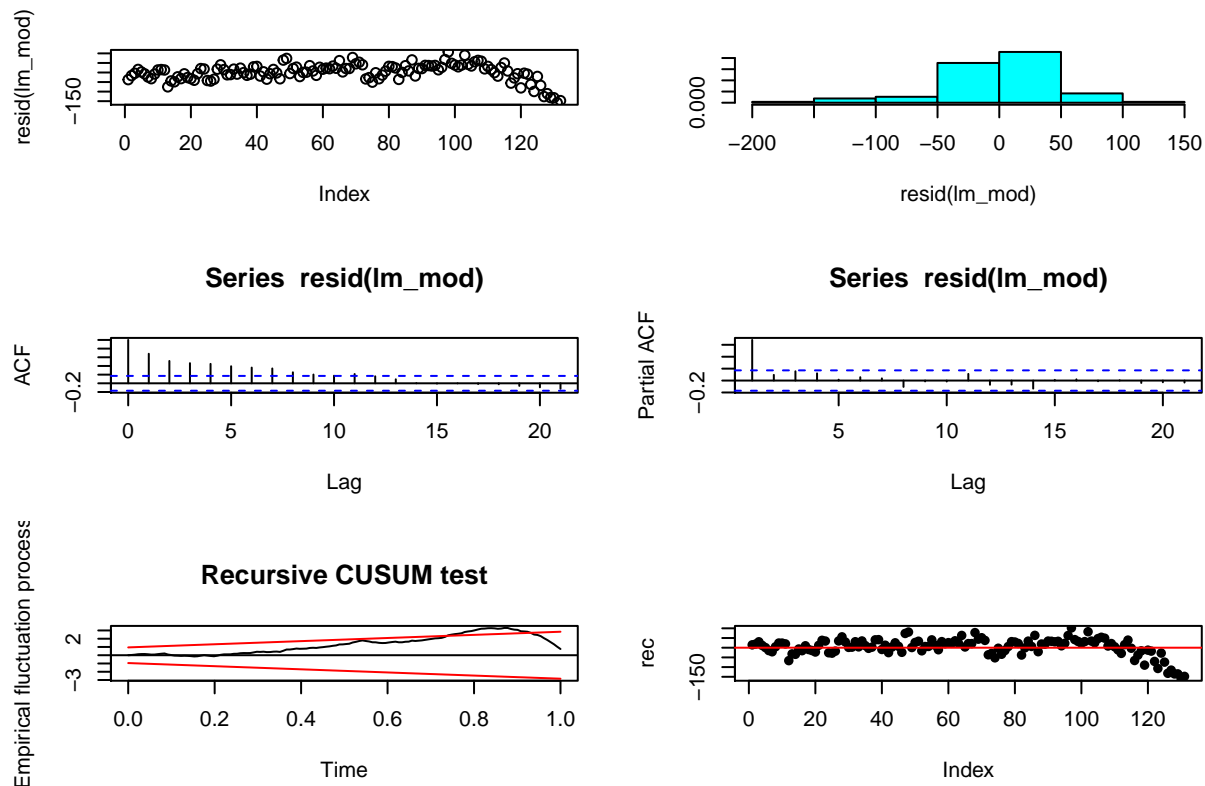 resid(lm_mod)
−150
0 20 40 60 80 100 120
Index
0.000
−200 −100 −50 0 50 100 150
resid(lm_mod)
Series resid(lm_mod)
ACF
−0.2
0 5 10 15 20
Lag
Series resid(lm_mod)
Partial ACF
−0.2
5 10 15 20
Lag
Recursive CUSUM test
Empirical fluctuation process
2
−3
0.0 0.2 0.4 0.6 0.8 1.0
Time
rec
−150
0 20 40 60 80 100 120
Index